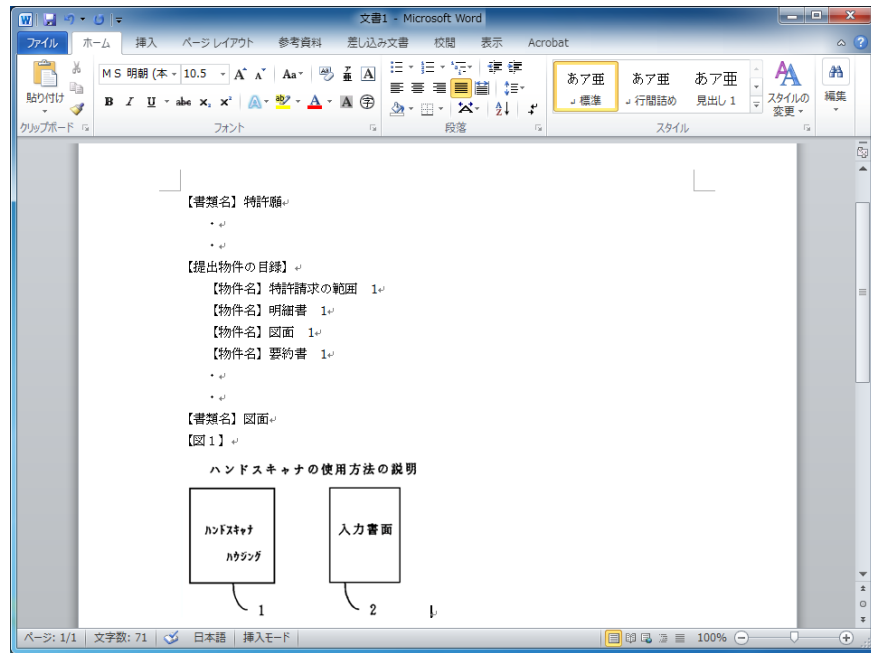 文書1 - Microsoft Word
ファイル ホーム 挿入 ページ レイアウト 参考資料 差し込み文書 校閲 表示 Acrobat
MS 明朝 (本 10.5 A A Aa A
貼り付け B I U abc x₂ x² A A A 字
あア亜 あア亜 あア亜
標準 行間詰め 見出し 1
スタイルの変更 編集
クリップボード フォント 段落 スタイル
【書類名】特許願
・
・
【提出物件の目録】
【物件名】特許請求の範囲 1
【物件名】明細書 1
【物件名】図面 1
【物件名】要約書 1
・
・
【書類名】図面
【図1】
ハンドスキャナの使用方法の説明
ハンドスキャナ
ハウジング
入力書面
1 2
ページ: 1/1 文字数: 71 日本語 挿入モード 100%